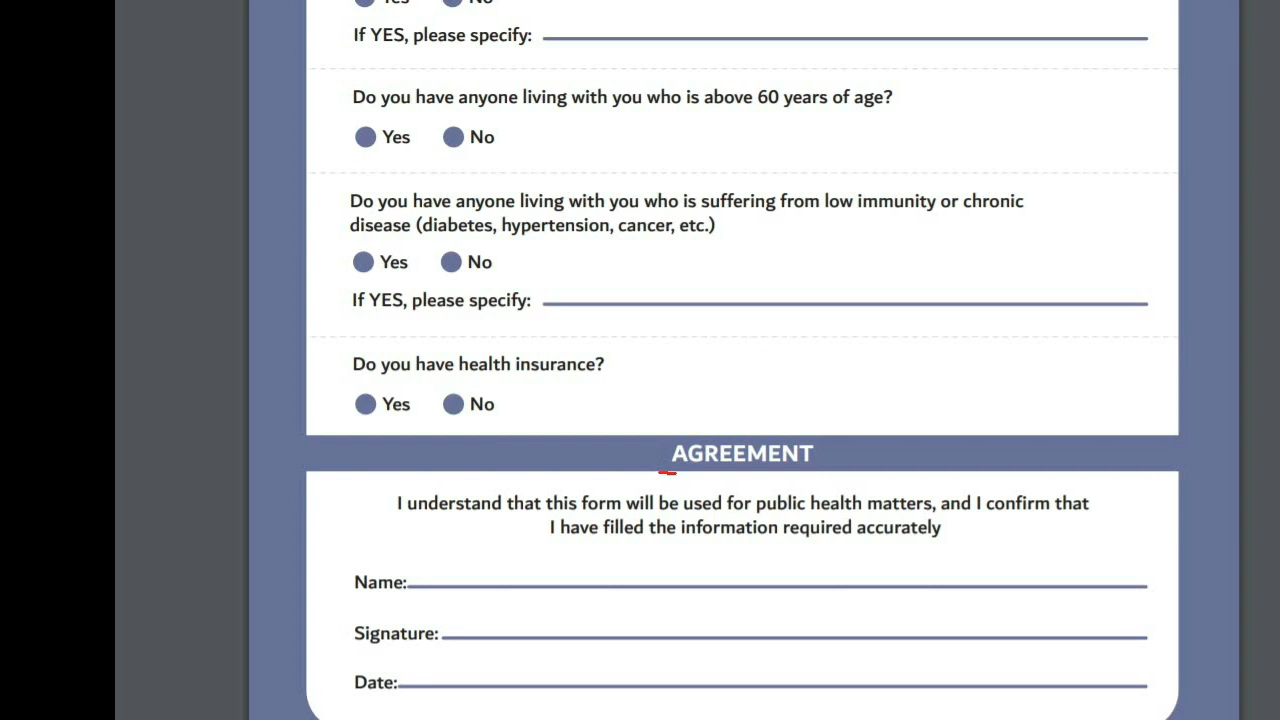 Yes No
If YES, please specify:
Do you have anyone living with you who is above 60 years of age?
Yes No
Do you have anyone living with you who is suffering from low immunity or chronic
disease (diabetes, hypertension, cancer, etc.)
Yes No
If YES, please specify:
Do you have health insurance?
Yes No
AGREEMENT
I understand that this form will be used for public health matters, and I confirm that
I have filled the information required accurately
Name:
Signature:
Date: